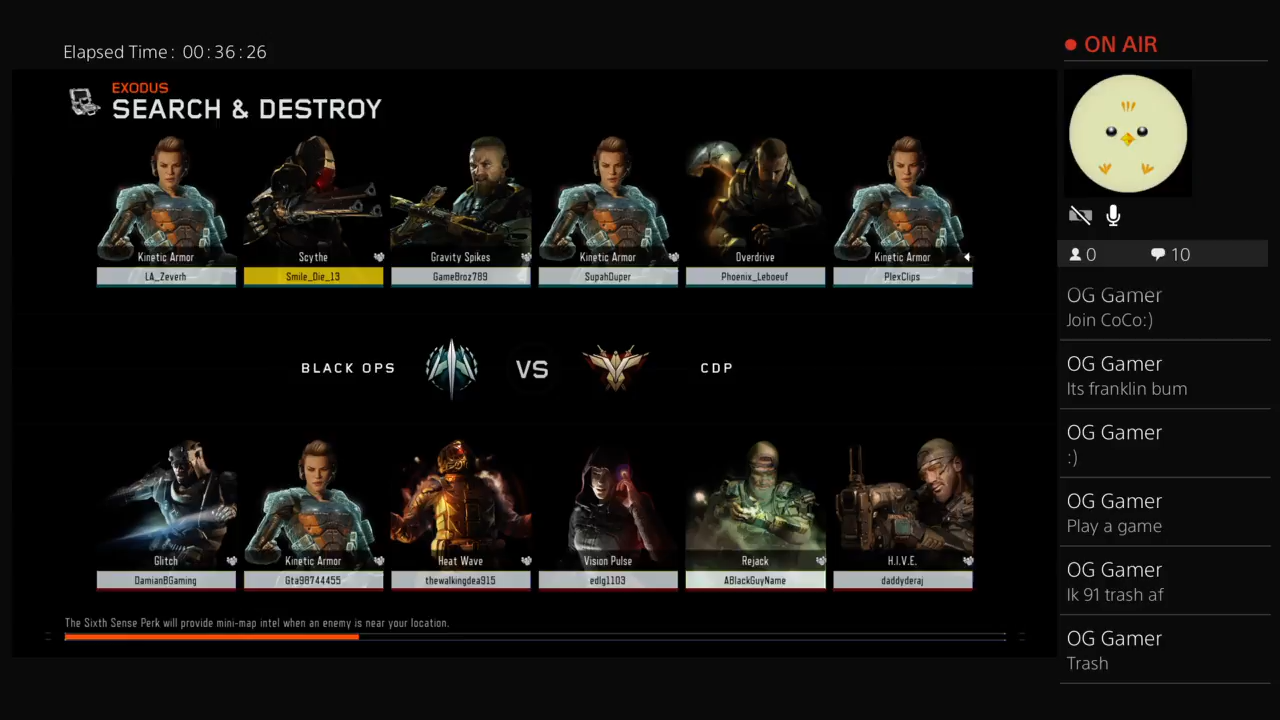 Elapsed Time: 00:36:26
ON AIR
EXODUS
SEARCH & DESTROY
Kinetic Armor
Scythe
Gravity Spikes
Kinetic Armor
Overdrive
Kinetic Armor
LA_Zeverh
Smile_Die_13
GameBroz789
SupahDuper
Phoenix_Leboeuf
PlexClips
0
10
OG Gamer
Join CoCo:)
OG Gamer
Its franklin bum
OG Gamer
:)
OG Gamer
Play a game
OG Gamer
Ik 91 trash af
OG Gamer
Trash
BLACK OPS
VS
CDP
Glitch
Kinetic Armor
Heat Wave
Vision Pulse
Rejack
H.I.V.E.
DamianBGaming
Gta98744455
thewalkingdea915
edlg1103
ABlackGuyName
daddyderaj
The Sixth Sense Perk will provide mini-map intel when an enemy is near your location.